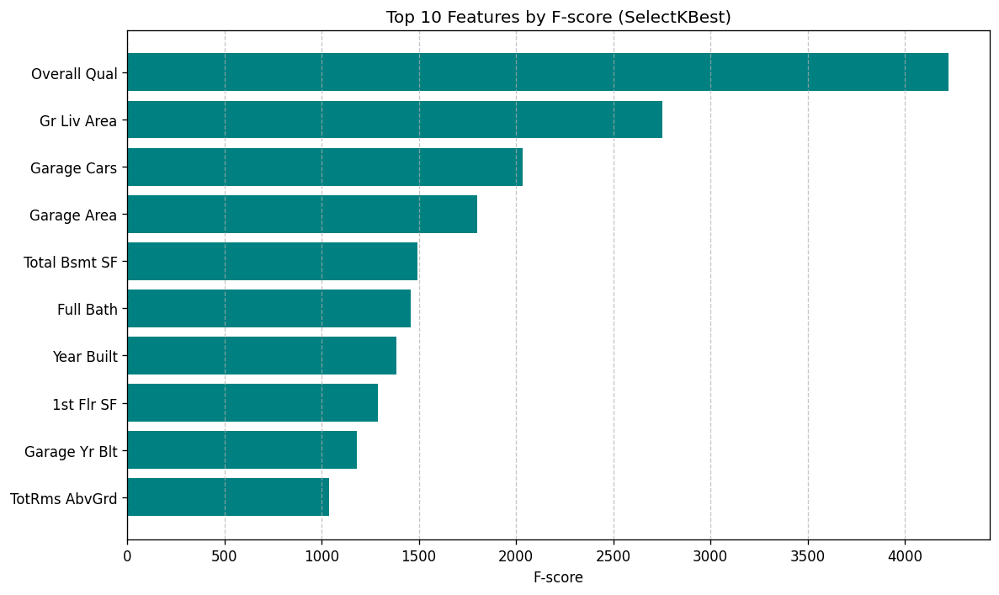 Top 10 Features by F-score (SelectKBest)
Overall Qual
Gr Liv Area
Garage Cars
Garage Area
Total Bsmt SF
Full Bath
Year Built
1st Flr SF
Garage Yr Blt
TotRms AbvGrd
0 500 1000 1500 2000 2500 3000 3500 4000
F-score